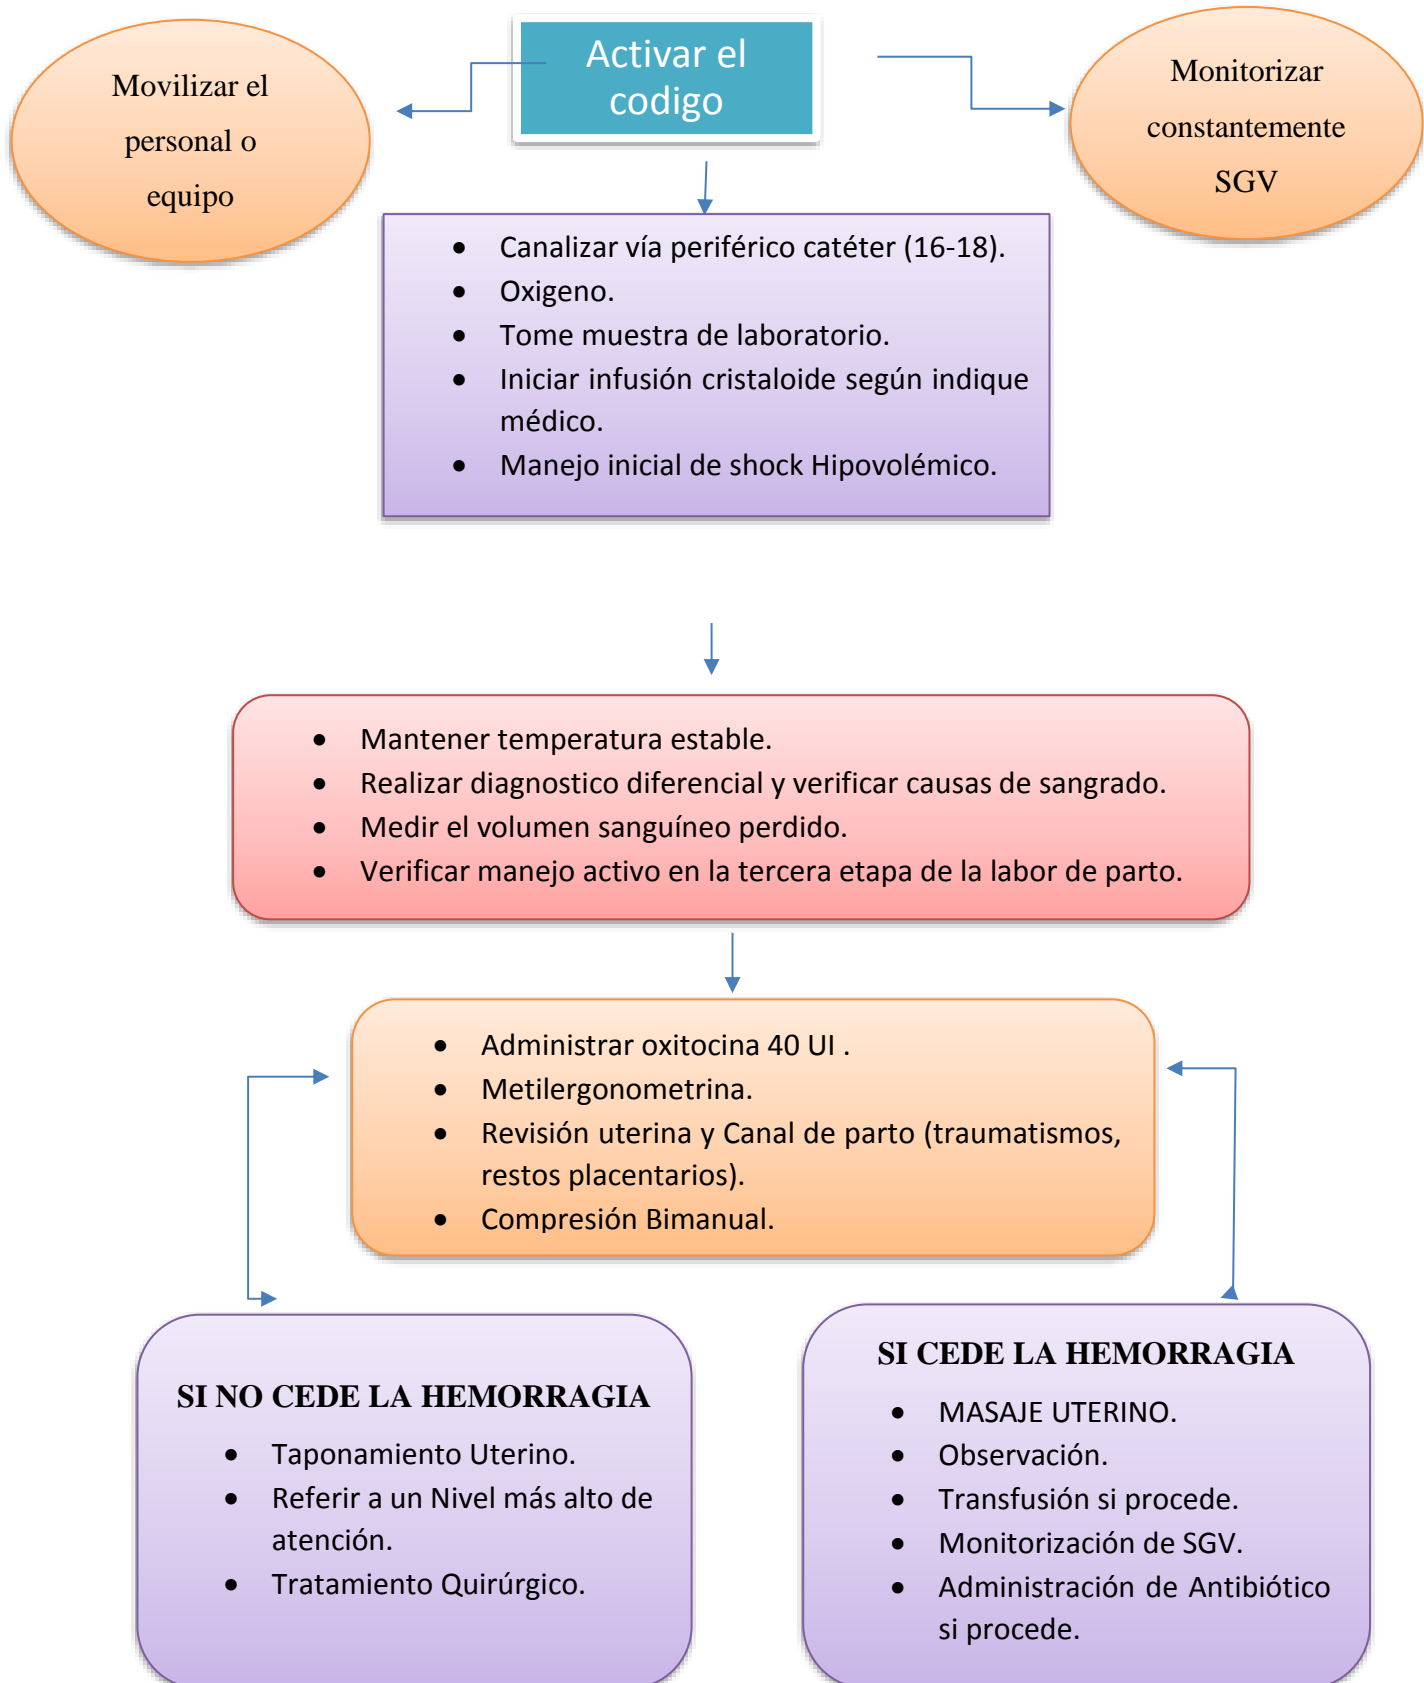 Movilizar el
personal o
equipo
Activar el
codigo
Monitorizar
constantemente
SGV
• Canalizar vía periférico catéter (16-18).
• Oxigeno.
• Tome muestra de laboratorio.
• Iniciar infusión cristaloide según indique
médico.
• Manejo inicial de shock Hipovolémico.
• Mantener temperatura estable.
• Realizar diagnostico diferencial y verificar causas de sangrado.
• Medir el volumen sanguíneo perdido.
• Verificar manejo activo en la tercera etapa de la labor de parto.
• Administrar oxitocina 40 UI .
• Metilergonometrina.
• Revisión uterina y Canal de parto (traumatismos,
restos placentarios).
• Compresión Bimanual.
SI NO CEDE LA HEMORRAGIA
• Taponamiento Uterino.
• Referir a un Nivel más alto de
atención.
• Tratamiento Quirúrgico.
SI CEDE LA HEMORRAGIA
• MASAJE UTERINO.
• Observación.
• Transfusión si procede.
• Monitorización de SGV.
• Administración de Antibiótico
si procede.